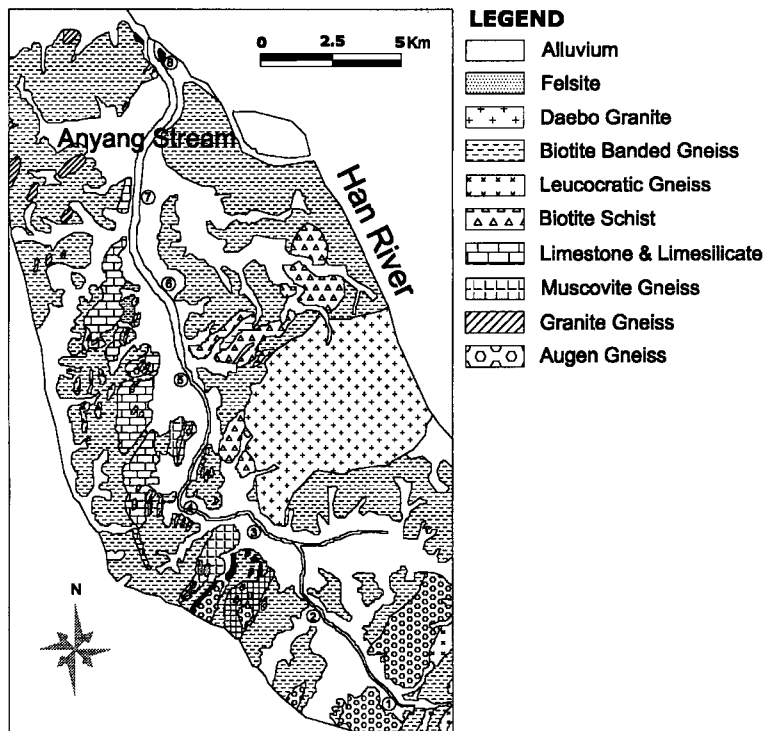 LEGEND
Alluvium
Felsite
Daebo Granite
Biotite Banded Gneiss
Leucocratic Gneiss
Biotite Schist
Limestone & Limesilicate
Muscovite Gneiss
Granite Gneiss
Augen Gneiss
0 2.5 5Km
Anyang Stream
Han River
8
7
6
5
4
3
2
1
N